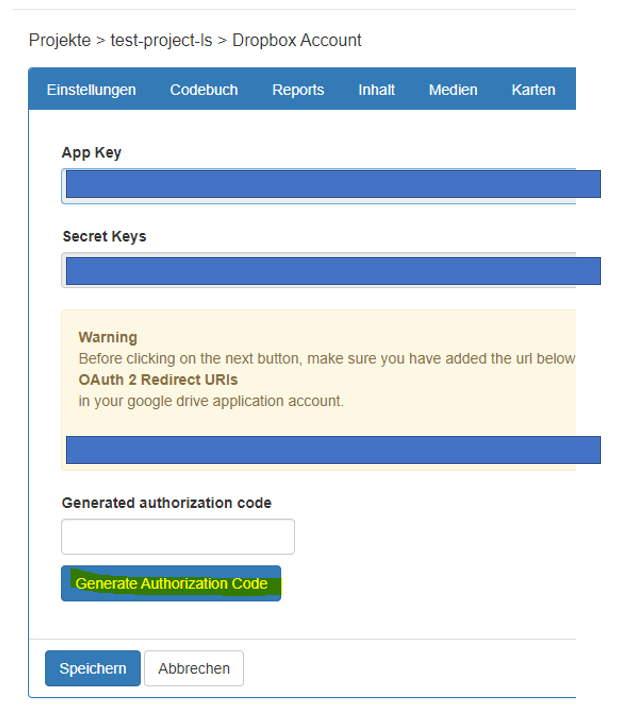 Projekte > test-project-ls > Dropbox Account
Einstellungen Codebuch Reports Inhalt Medien Karten
App Key
Secret Keys
Warning
Before clicking on the next button, make sure you have added the url below
OAuth 2 Redirect URIs
in your google drive application account.
Generated authorization code
Generate Authorization Code
Speichern Abbrechen